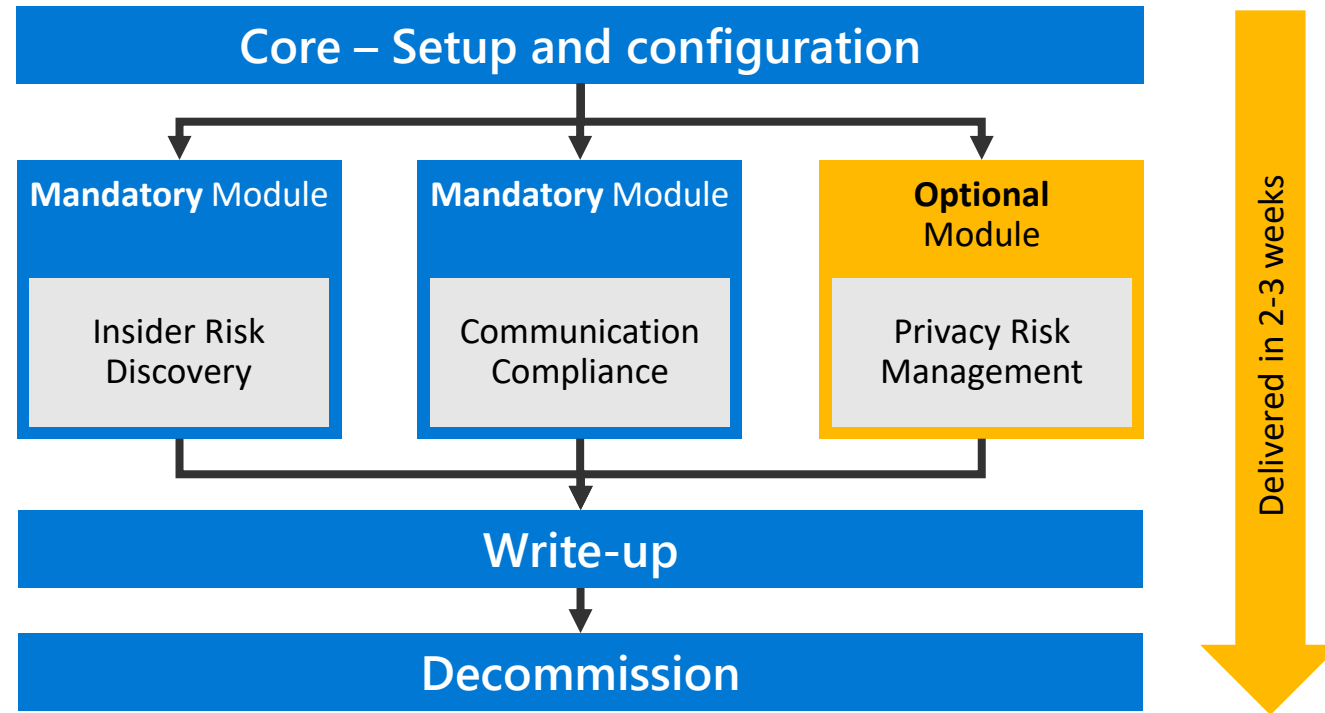 Core – Setup and configuration
Mandatory Module
Insider Risk
Discovery
Mandatory Module
Communication
Compliance
Optional
Module
Privacy Risk
Management
Write-up
Decommission
Delivered in 2-3 weeks